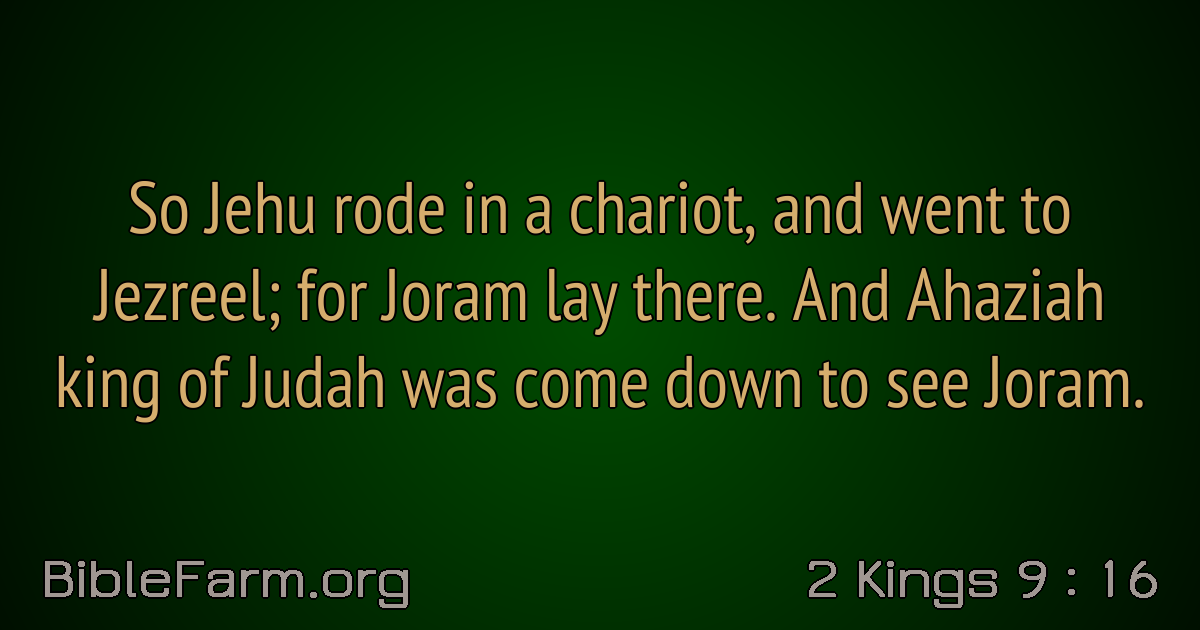 So Jehu rode in a chariot, and went to
Jezreel; for Joram lay there. And Ahaziah
king of Judah was come down to see Joram.
BibleFarm.org
2 Kings 9 : 16